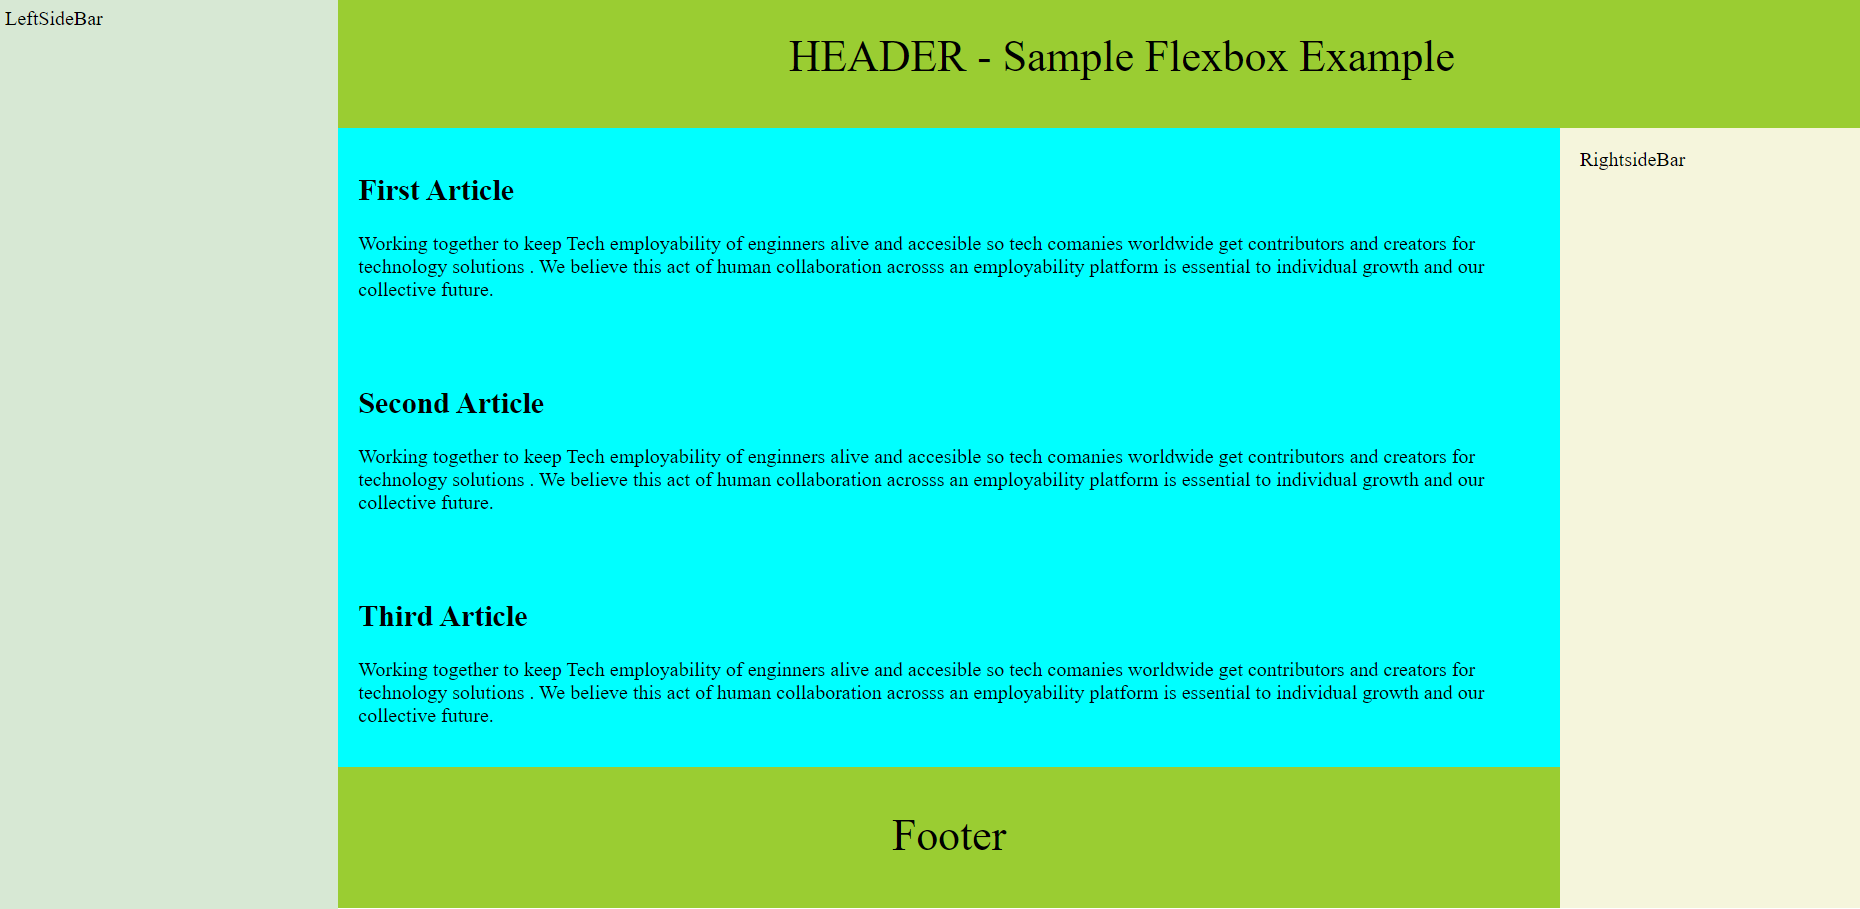 LeftSideBar
HEADER - Sample Flexbox Example
First Article
Working together to keep Tech employability of enginners alive and accesible so tech comanies worldwide get contributors and creators for
technology solutions . We believe this act of human collaboration acrosss an employability platform is essential to individual growth and our
collective future.
Second Article
Working together to keep Tech employability of enginners alive and accesible so tech comanies worldwide get contributors and creators for
technology solutions . We believe this act of human collaboration acrosss an employability platform is essential to individual growth and our
collective future.
Third Article
Working together to keep Tech employability of enginners alive and accesible so tech comanies worldwide get contributors and creators for
technology solutions . We believe this act of human collaboration acrosss an employability platform is essential to individual growth and our
collective future.
RightsideBar
Footer